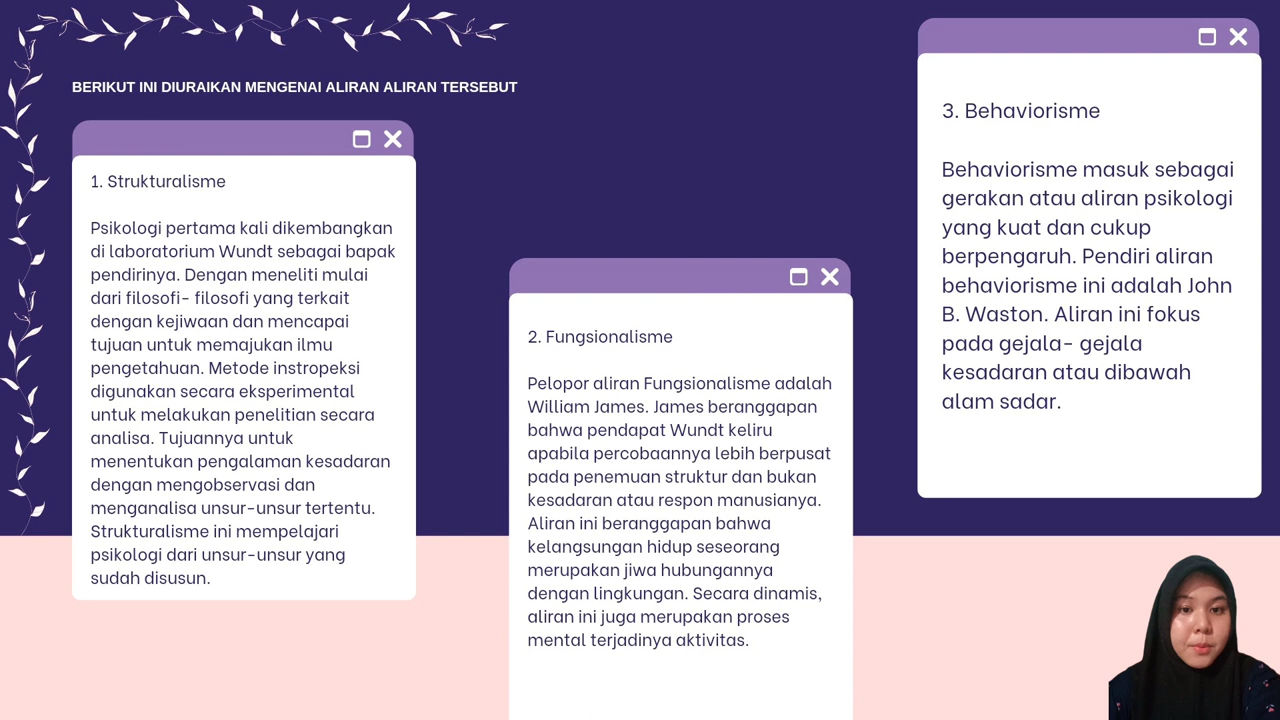 BERIKUT INI DIURAIKAN MENGENAI ALIRAN ALIRAN TERSEBUT
1. Strukturalisme
Psikologi pertama kali dikembangkan
di laboratorium Wundt sebagai bapak
pendirinya. Dengan meneliti mulai
dari filosofi- filosofi yang terkait
dengan kejiwaan dan mencapai
tujuan untuk memajukan ilmu
pengetahuan. Metode instropeksi
digunakan secara eksperimental
untuk melakukan penelitian secara
analisa. Tujuannya untuk
menentukan pengalaman kesadaran
dengan mengobservasi dan
menganalisa unsur-unsur tertentu.
Strukturalisme ini mempelajari
psikologi dari unsur-unsur yang
sudah disusun.
2. Fungsionalisme
Pelopor aliran Fungsionalisme adalah
William James. James beranggapan
bahwa pendapat Wundt keliru
apabila percobaannya lebih berpusat
pada penemuan struktur dan bukan
kesadaran atau respon manusianya.
Aliran ini beranggapan bahwa
kelangsungan hidup seseorang
merupakan jiwa hubungannya
dengan lingkungan. Secara dinamis,
aliran ini juga merupakan proses
mental terjadinya aktivitas.
3. Behaviorisme
Behaviorisme masuk sebagai
gerakan atau aliran psikologi
yang kuat dan cukup
berpengaruh. Pendiri aliran
behaviorisme ini adalah John
B. Waston. Aliran ini fokus
pada gejala- gejala
kesadaran atau dibawah
alam sadar.